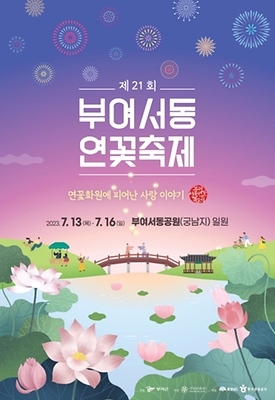 제21회
부여서동
연꽃축제
연꽃화원에 피어난 사랑 이야기
2023. 7. 13(목) - 7. 16(일) 부여서동공원(궁남지) 일원